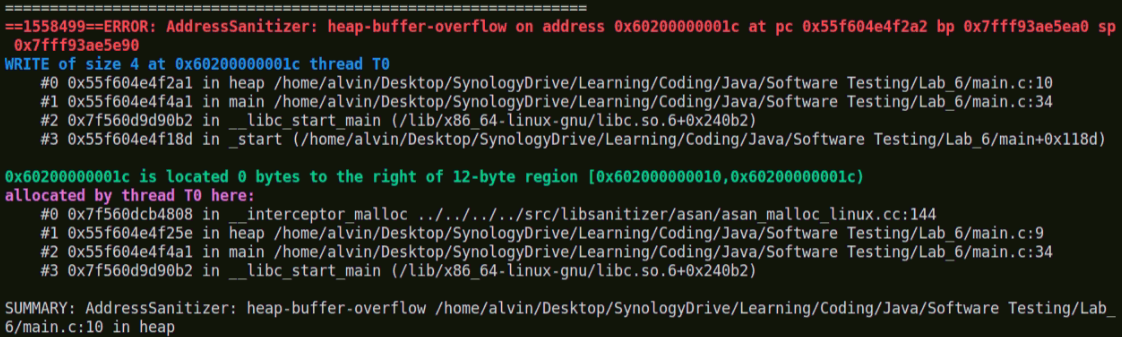 =================================================================
==1558499==ERROR: AddressSanitizer: heap-buffer-overflow on address 0x60200000001c at pc 0x55f604e4f2a2 bp 0x7fff93ae5ea0 sp
 0x7fff93ae5e90
WRITE of size 4 at 0x60200000001c thread T0
    #0 0x55f604e4f2a1 in heap /home/alvin/Desktop/SynologyDrive/Learning/Coding/Java/Software Testing/Lab_6/main.c:10
    #1 0x55f604e4f4a1 in main /home/alvin/Desktop/SynologyDrive/Learning/Coding/Java/Software Testing/Lab_6/main.c:34
    #2 0x7f560d9d90b2 in __libc_start_main (/lib/x86_64-linux-gnu/libc.so.6+0x240b2)
    #3 0x55f604e4f18d in _start (/home/alvin/Desktop/SynologyDrive/Learning/Coding/Java/Software Testing/Lab_6/main+0x118d)
0x60200000001c is located 0 bytes to the right of 12-byte region [0x602000000010,0x60200000001c)
allocated by thread T0 here:
    #0 0x7f560dcb4808 in __interceptor_malloc ../../../../src/libsanitizer/asan/asan_malloc_linux.cc:144
    #1 0x55f604e4f25e in heap /home/alvin/Desktop/SynologyDrive/Learning/Coding/Java/Software Testing/Lab_6/main.c:9
    #2 0x55f604e4f4a1 in main /home/alvin/Desktop/SynologyDrive/Learning/Coding/Java/Software Testing/Lab_6/main.c:34
    #3 0x7f560d9d90b2 in __libc_start_main (/lib/x86_64-linux-gnu/libc.so.6+0x240b2)
SUMMARY: AddressSanitizer: heap-buffer-overflow /home/alvin/Desktop/SynologyDrive/Learning/Coding/Java/Software Testing/Lab_
6/main.c:10 in heap